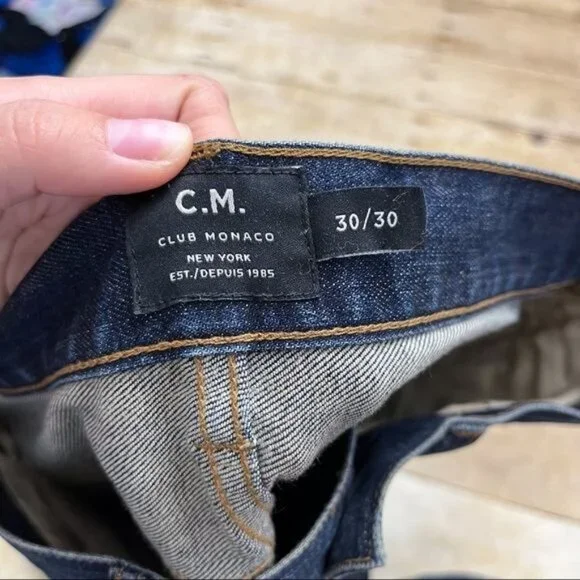 C.M.
CLUB MONACO
NEW YORK
EST./DEPUIS 1985
30/30